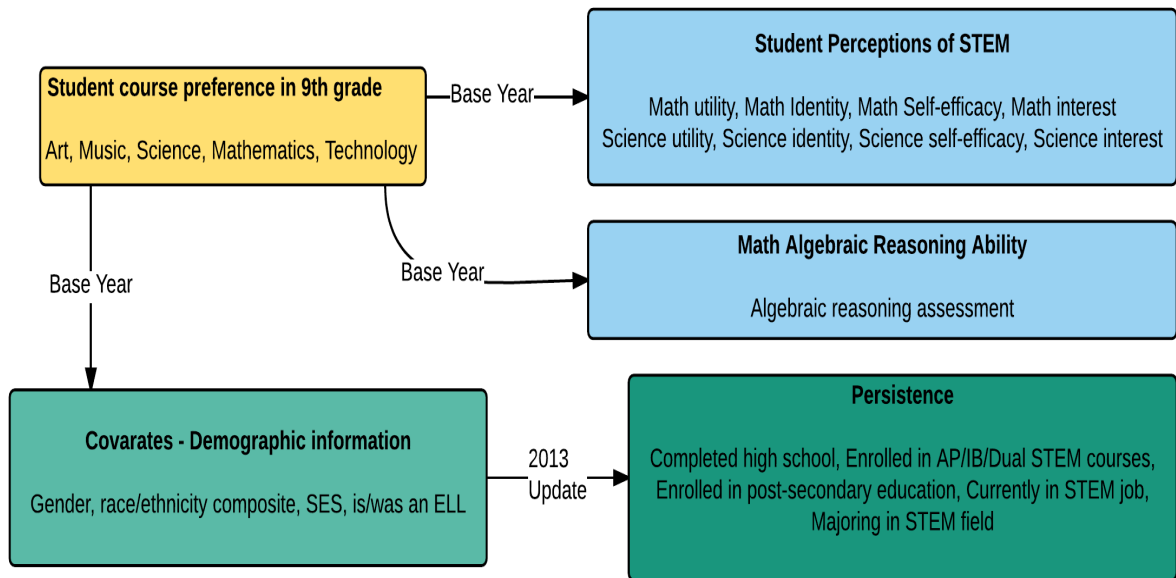 Student course preference in 9th grade
Art, Music, Science, Mathematics, Technology
Base Year
Student Perceptions of STEM
Math utility, Math Identity, Math Self-efficacy, Math interest
Science utility, Science identity, Science self-efficacy, Science interest
Base Year
Math Algebraic Reasoning Ability
Algebraic reasoning assessment
Base Year
Covarates - Demographic information
Gender, race/ethnicity composite, SES, is/was an ELL
2013
Update
Persistence
Completed high school, Enrolled in AP/IB/Dual STEM courses,
Enrolled in post-secondary education, Currently in STEM job,
Majoring in STEM field